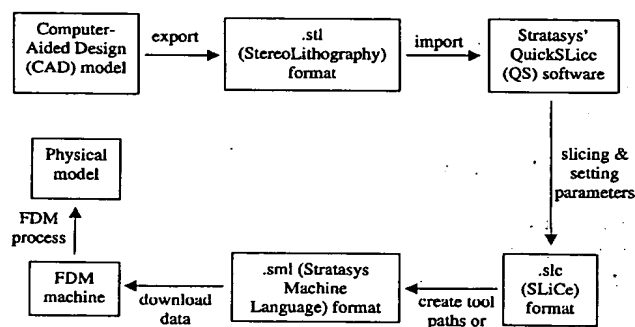 Computer-
Aided Design
(CAD) model
export
.stl
(StereoLithography)
format
import
Stratasys'
QuickSLicc
(QS) software
slicing &
setting
parameters
.slc
(SLiCe)
format
create tool
paths or
.sml (Stratasys
Machine
Language) format
download
data
FDM
machine
FDM
process
Physical
model